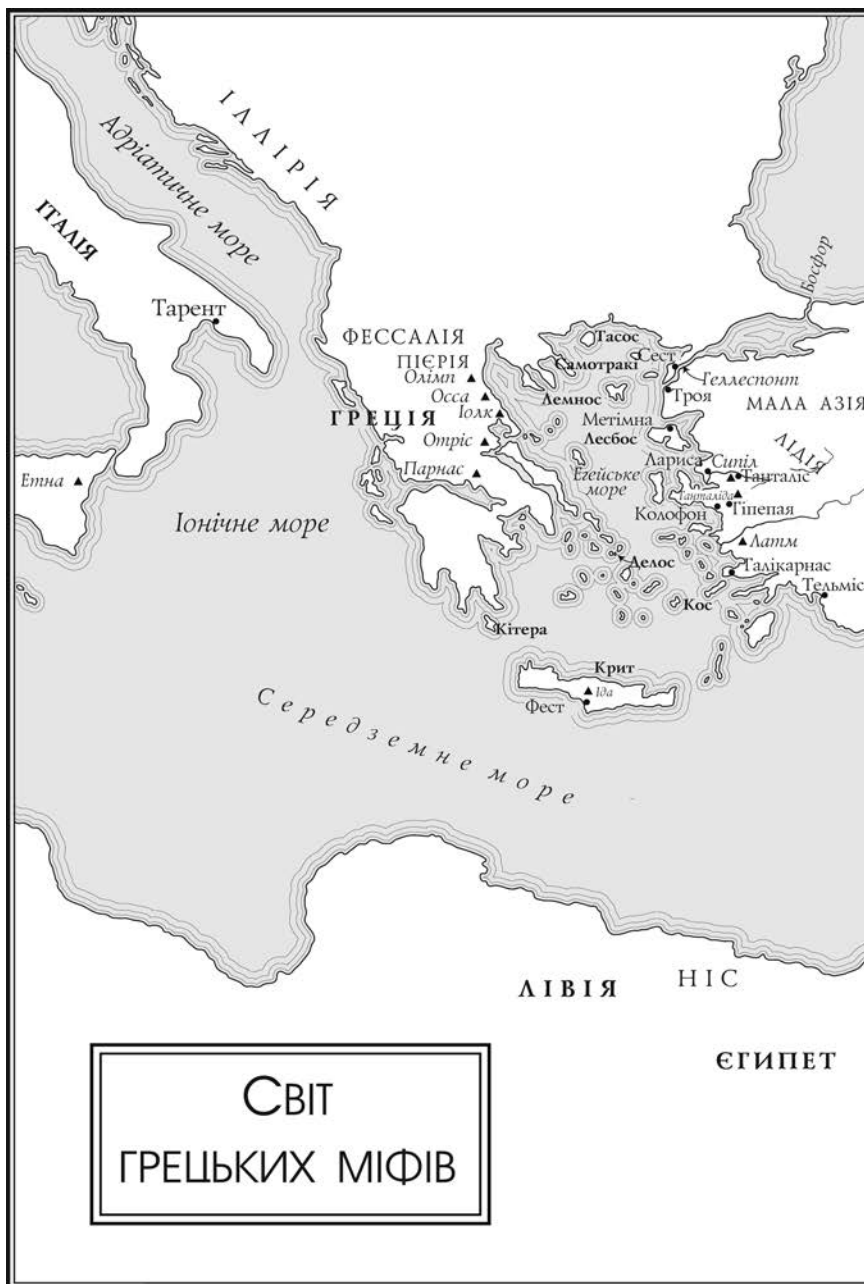 ІЛЛІРІЯ
Адріатичне море
ІТАЛІЯ
Босфор
Тарент
ФЕССАЛІЯ
ПІЄРІЯ
Тасос
Самотракі
Сест
Геллеспонт
Олімп
Осса
Лемнос
Троя
МАЛА АЗІЯ
ГРЕЦІЯ
Іолк
Метімна
Лесбос
Отріс
ЛІДІЯ
Парнас
Лариса
Сипіл
Танталіс
Етна
Егейське
море
Танталіда
Колофон
Гіпепая
Іонічне море
Латм
Делос
Талікарнас
Тельміс
Кос
Кітера
Крит
Іда
Фест
Середземне море
ЛІВІЯ
НІС
ЄГИПЕТ
СВІТ
ГРЕЦЬКИХ МІФІВ